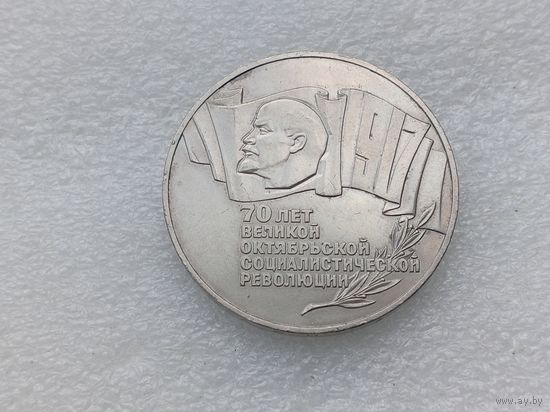 1917
70 ЛЕТ
ВЕЛИКОЙ
ОКТЯБРЬСКОЙ
СОЦИАЛИСТИЧЕСКОЙ
РЕВОЛЮЦИИ
www.ay.by